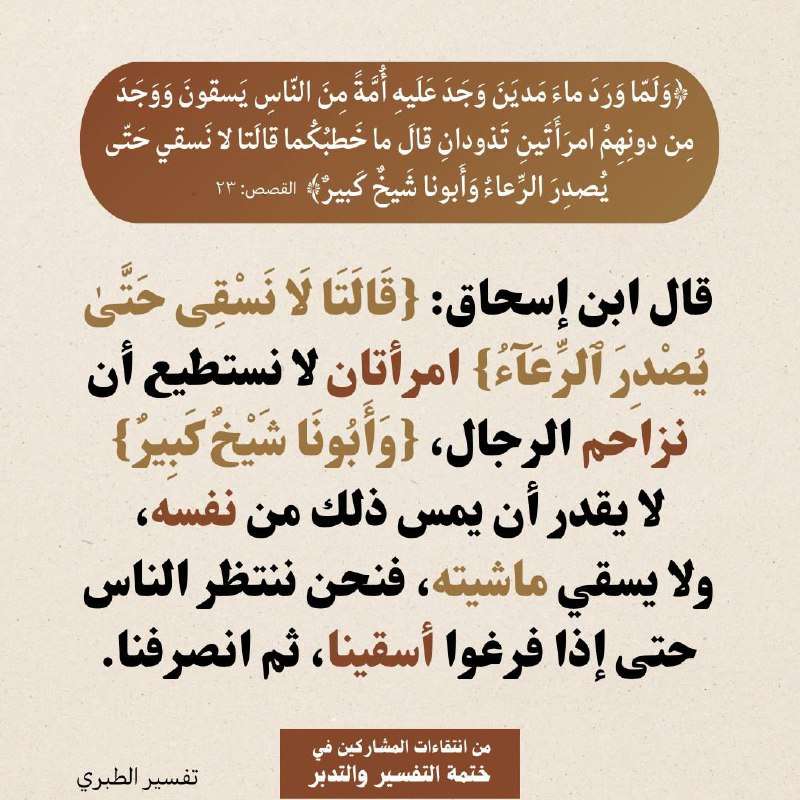 ﴿وَلَمّا وَرَدَ ماءَ مَديَنَ وَجَدَ عَلَيهِ أُمَّةً مِنَ النّاسِ يَسقونَ وَوَجَدَ
مِن دونِهِمُ امرَأَتَينِ تَذودانِ قالَ ما خَطبُكُما قالَتا لا نَسقي حَتّى
يُصدِرَ الرِّعاءُ وَأَبونا شَيخٌ كَبيرٌ﴾ القصص: ٢٣
قال ابن إسحاق: {قَالَتَا لَا نَسْقِى حَتَّىٰ
يُصْدِرَ ٱلرِّعَآءُ} امرأتان لا نستطيع أن
نزاحم الرجال، {وَأَبُونَا شَيْخٌ كَبِيرٌ}
لا يقدر أن يمس ذلك من نفسه،
ولا يسقي ماشيته، فنحن ننتظر الناس
حتى إذا فرغوا أسقينا، ثم انصرفنا.
من انتقاءات المشاركين في
ختمة التفسير والتدبر
تفسير الطبري